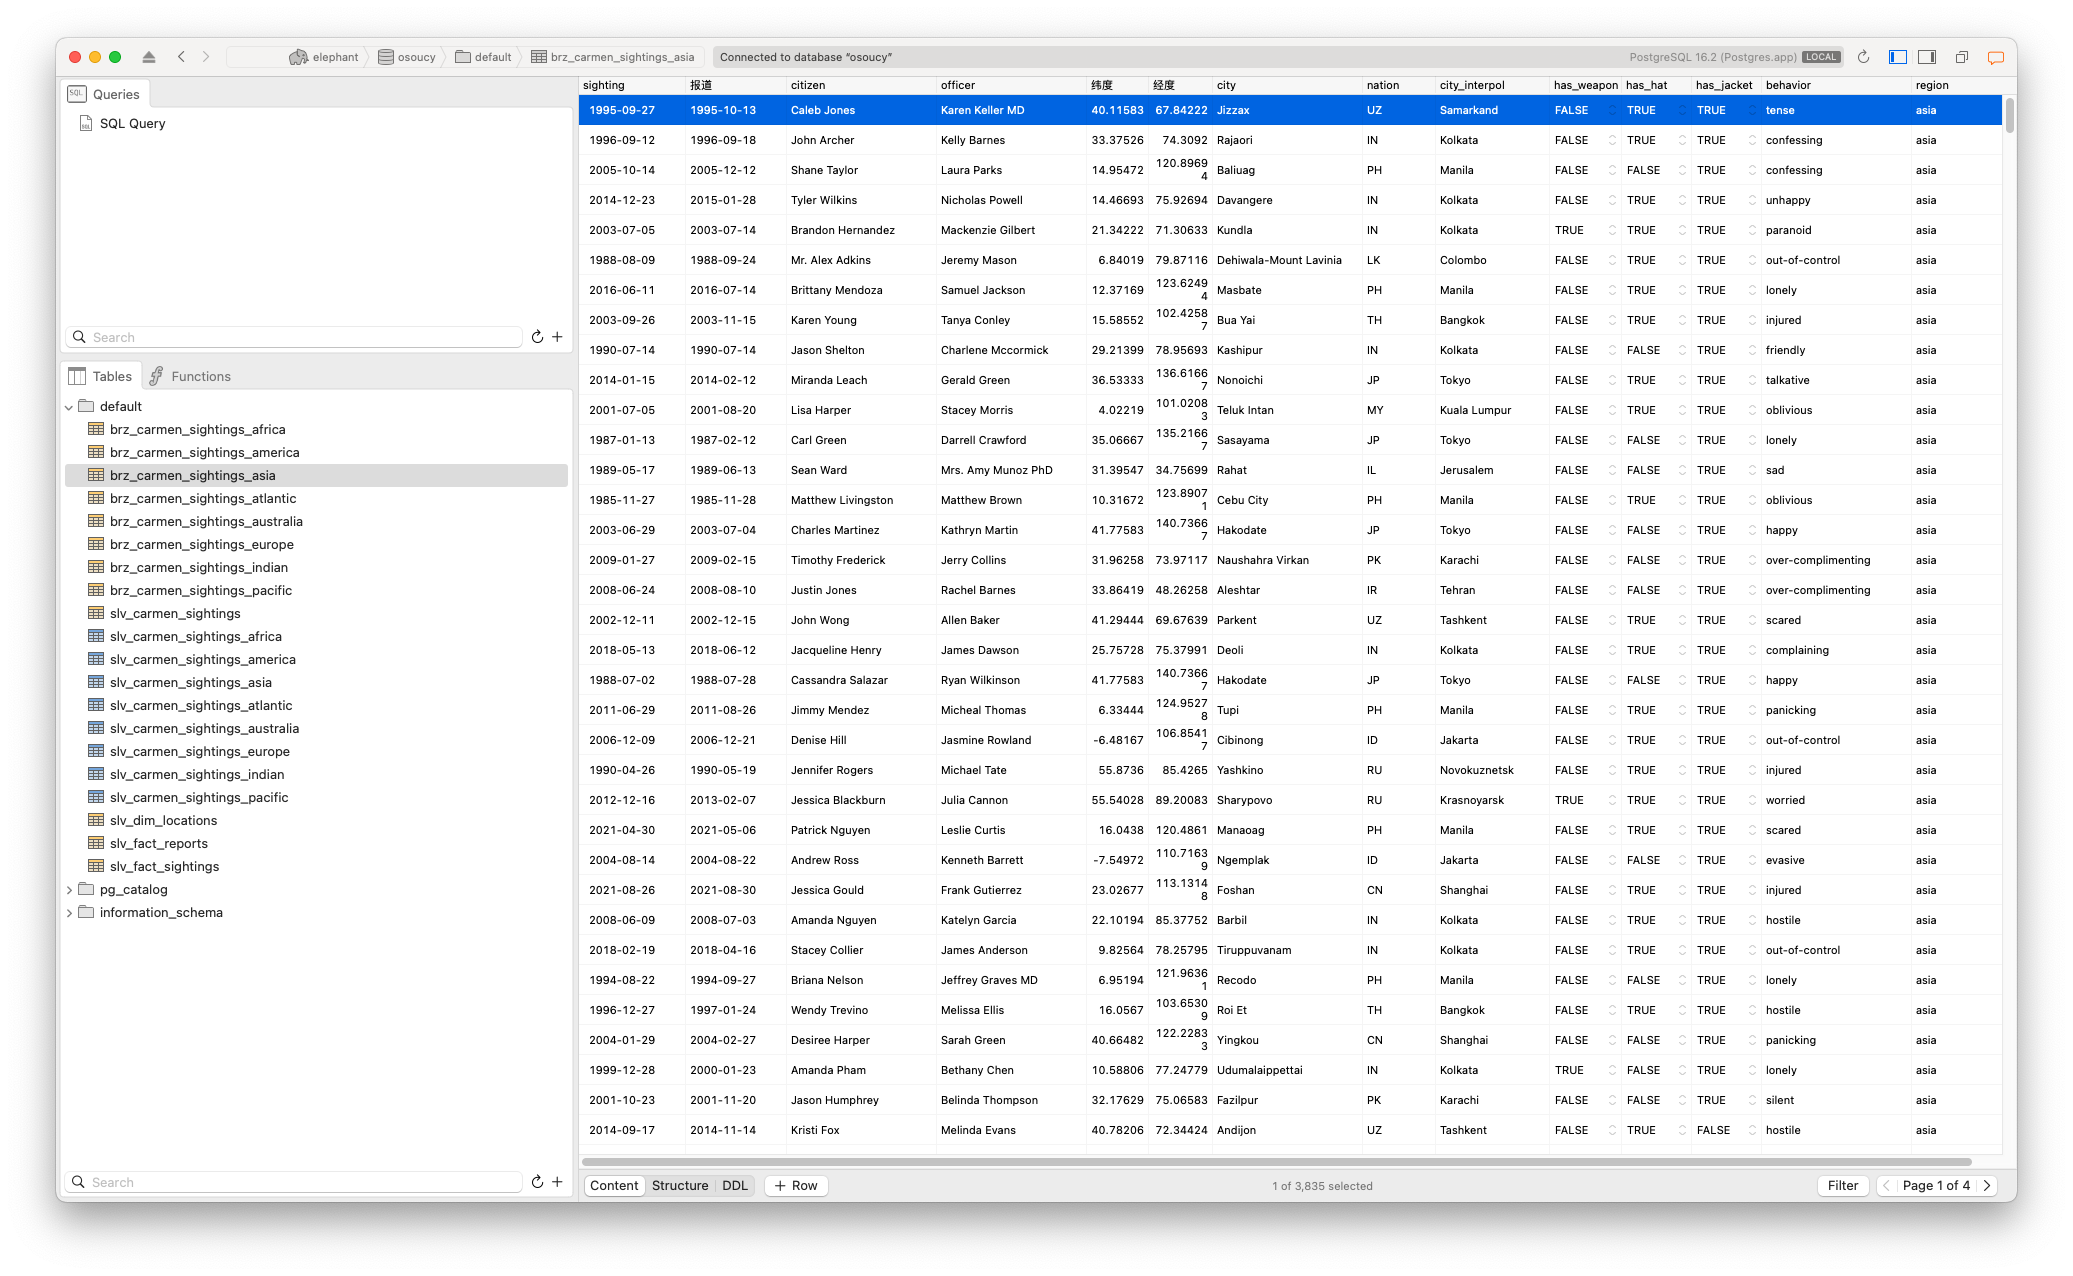 elephant osoucy default brz_carmen_sightings_asia Connected to database “osoucy” PostgreSQL 16.2 (Postgres.app) LOCAL
SQL Queries
SQL Query
Search
Tables Functions
default
brz_carmen_sightings_africa
brz_carmen_sightings_america
brz_carmen_sightings_asia
brz_carmen_sightings_atlantic
brz_carmen_sightings_australia
brz_carmen_sightings_europe
brz_carmen_sightings_indian
brz_carmen_sightings_pacific
slv_carmen_sightings
slv_carmen_sightings_africa
slv_carmen_sightings_america
slv_carmen_sightings_asia
slv_carmen_sightings_atlantic
slv_carmen_sightings_australia
slv_carmen_sightings_europe
slv_carmen_sightings_indian
slv_carmen_sightings_pacific
slv_dim_locations
slv_fact_reports
slv_fact_sightings
pg_catalog
information_schema
Search
sighting 报道 citizen officer 纬度 经度 city nation city_interpol has_weapon has_hat has_jacket behavior region
1995-09-27 1995-10-13 Caleb Jones Karen Keller MD 40.11583 67.84222 Jizzax UZ Samarkand FALSE TRUE TRUE tense asia
1996-09-12 1996-09-18 John Archer Kelly Barnes 33.37526 74.3092 Rajaori IN Kolkata FALSE TRUE TRUE confessing asia
2005-10-14 2005-12-12 Shane Taylor Laura Parks 14.95472 120.89694 Baliuag PH Manila FALSE FALSE TRUE confessing asia
2014-12-23 2015-01-28 Tyler Wilkins Nicholas Powell 14.46693 75.92694 Davangere IN Kolkata FALSE TRUE TRUE unhappy asia
2003-07-05 2003-07-14 Brandon Hernandez Mackenzie Gilbert 21.34222 71.30633 Kundla IN Kolkata TRUE TRUE TRUE paranoid asia
1988-08-09 1988-09-24 Mr. Alex Adkins Jeremy Mason 6.84019 79.87116 Dehiwala-Mount Lavinia LK Colombo FALSE TRUE TRUE out-of-control asia
2016-06-11 2016-07-14 Brittany Mendoza Samuel Jackson 12.37169 123.62494 Masbate PH Manila FALSE TRUE TRUE lonely asia
2003-09-26 2003-11-15 Karen Young Tanya Conley 15.58552 102.42587 Bua Yai TH Bangkok FALSE TRUE TRUE injured asia
1990-07-14 1990-07-14 Jason Shelton Charlene Mccormick 29.21399 78.95693 Kashipur IN Kolkata FALSE FALSE TRUE friendly asia
2014-01-15 2014-02-12 Miranda Leach Gerald Green 36.53333 136.61667 Nonoichi JP Tokyo FALSE TRUE TRUE talkative asia
2001-07-05 2001-08-20 Lisa Harper Stacey Morris 4.02219 101.02083 Teluk Intan MY Kuala Lumpur FALSE TRUE TRUE oblivious asia
1987-01-13 1987-02-12 Carl Green Darrell Crawford 35.06667 135.21667 Sasayama JP Tokyo FALSE FALSE TRUE lonely asia
1989-05-17 1989-06-13 Sean Ward Mrs. Amy Munoz PhD 31.39547 34.75699 Rahat IL Jerusalem FALSE FALSE TRUE sad asia
1985-11-27 1985-11-28 Matthew Livingston Matthew Brown 10.31672 123.89071 Cebu City PH Manila FALSE TRUE TRUE oblivious asia
2003-06-29 2003-07-04 Charles Martinez Kathryn Martin 41.77583 140.73667 Hakodate JP Tokyo FALSE FALSE TRUE happy asia
2009-01-27 2009-02-15 Timothy Frederick Jerry Collins 31.96258 73.97117 Naushahra Virkan PK Karachi FALSE FALSE TRUE over-complimenting asia
2008-06-24 2008-08-10 Justin Jones Rachel Barnes 33.86419 48.26258 Aleshtar IR Tehran FALSE FALSE TRUE over-complimenting asia
2002-12-11 2002-12-15 John Wong Allen Baker 41.29444 69.67639 Parkent UZ Tashkent FALSE TRUE TRUE scared asia
2018-05-13 2018-06-12 Jacqueline Henry James Dawson 25.75728 75.37991 Deoli IN Kolkata FALSE TRUE TRUE complaining asia
1988-07-02 1988-07-28 Cassandra Salazar Ryan Wilkinson 41.77583 140.73667 Hakodate JP Tokyo FALSE FALSE TRUE happy asia
2011-06-29 2011-08-26 Jimmy Mendez Micheal Thomas 6.33444 124.95278 Tupi PH Manila FALSE TRUE TRUE panicking asia
2006-12-09 2006-12-21 Denise Hill Jasmine Rowland -6.48167 106.85417 Cibinong ID Jakarta FALSE TRUE TRUE out-of-control asia
1990-04-26 1990-05-19 Jennifer Rogers Michael Tate 55.8736 85.4265 Yashkino RU Novokuznetsk FALSE TRUE TRUE injured asia
2012-12-16 2013-02-07 Jessica Blackburn Julia Cannon 55.54028 89.20083 Sharypovo RU Krasnoyarsk TRUE TRUE TRUE worried asia
2021-04-30 2021-05-06 Patrick Nguyen Leslie Curtis 16.0438 120.4861 Manaoag PH Manila FALSE TRUE TRUE scared asia
2004-08-14 2004-08-22 Andrew Ross Kenneth Barrett -7.54972 110.71639 Ngemplak ID Jakarta FALSE FALSE TRUE evasive asia
2021-08-26 2021-08-30 Jessica Gould Frank Gutierrez 23.02677 113.13148 Foshan CN Shanghai FALSE TRUE TRUE injured asia
2008-06-09 2008-07-03 Amanda Nguyen Katelyn Garcia 22.10194 85.37752 Barbil IN Kolkata FALSE TRUE TRUE hostile asia
2018-02-19 2018-04-16 Stacey Collier James Anderson 9.82564 78.25795 Tiruppuvanam IN Kolkata FALSE TRUE TRUE out-of-control asia
1994-08-22 1994-09-27 Briana Nelson Jeffrey Graves MD 6.95194 121.96361 Recodo PH Manila FALSE FALSE TRUE lonely asia
1996-12-27 1997-01-24 Wendy Trevino Melissa Ellis 16.0567 103.65309 Roi Et TH Bangkok FALSE TRUE TRUE hostile asia
2004-01-29 2004-02-27 Desiree Harper Sarah Green 40.66482 122.22833 Yingkou CN Shanghai FALSE FALSE TRUE panicking asia
1999-12-28 2000-01-23 Amanda Pham Bethany Chen 10.58806 77.24779 Udumalaippettai IN Kolkata TRUE FALSE TRUE lonely asia
2001-10-23 2001-11-20 Jason Humphrey Belinda Thompson 32.17629 75.06583 Fazilpur PK Karachi FALSE FALSE TRUE silent asia
2014-09-17 2014-11-14 Kristi Fox Melinda Evans 40.78206 72.34424 Andijon UZ Tashkent FALSE TRUE FALSE hostile asia
Content Structure DDL + Row 1 of 3,835 selected Filter Page 1 of 4